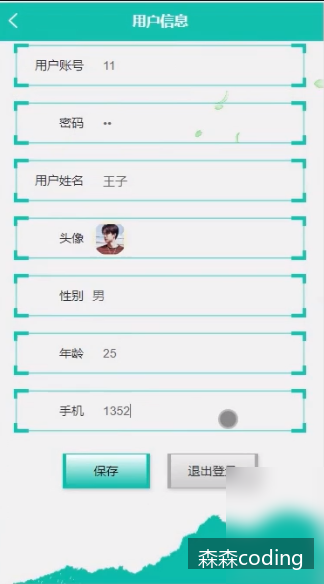 用户信息
用户账号 11
密码 ••
用户姓名 王子
头像
性别 男
年龄 25
手机 1352
保存 退出登
森森coding